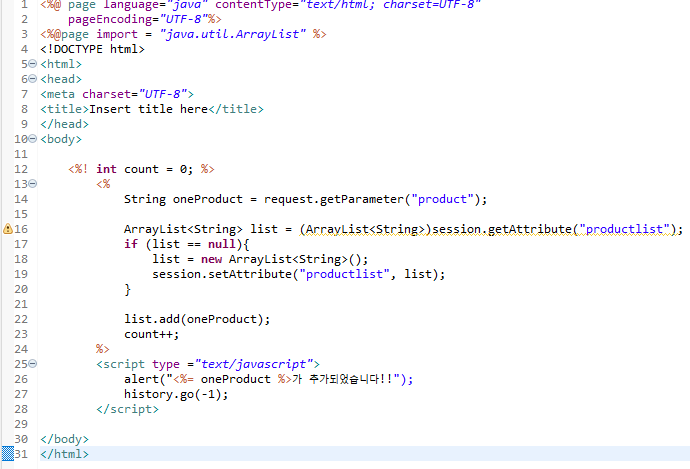 1 <%@ page language="java" contentType="text/html; charset=UTF-8"
2 pageEncoding="UTF-8"%>
3 <%@page import = "java.util.ArrayList" %>
4 <!DOCTYPE html>
5 <html>
6 <head>
7 <meta charset="UTF-8">
8 <title>Insert title here</title>
9 </head>
10 <body>
11
12 <%! int count = 0; %>
13 <%
14 String oneProduct = request.getParameter("product");
15
16 ArrayList<String> list = (ArrayList<String>)session.getAttribute("productlist");
17 if (list == null){
18 list = new ArrayList<String>();
19 session.setAttribute("productlist", list);
20 }
21
22 list.add(oneProduct);
23 count++;
24 %>
25 <script type ="text/javascript">
26 alert("<%= oneProduct %>가 추가되었습니다!!");
27 history.go(-1);
28 </script>
29
30 </body>
31 </html>